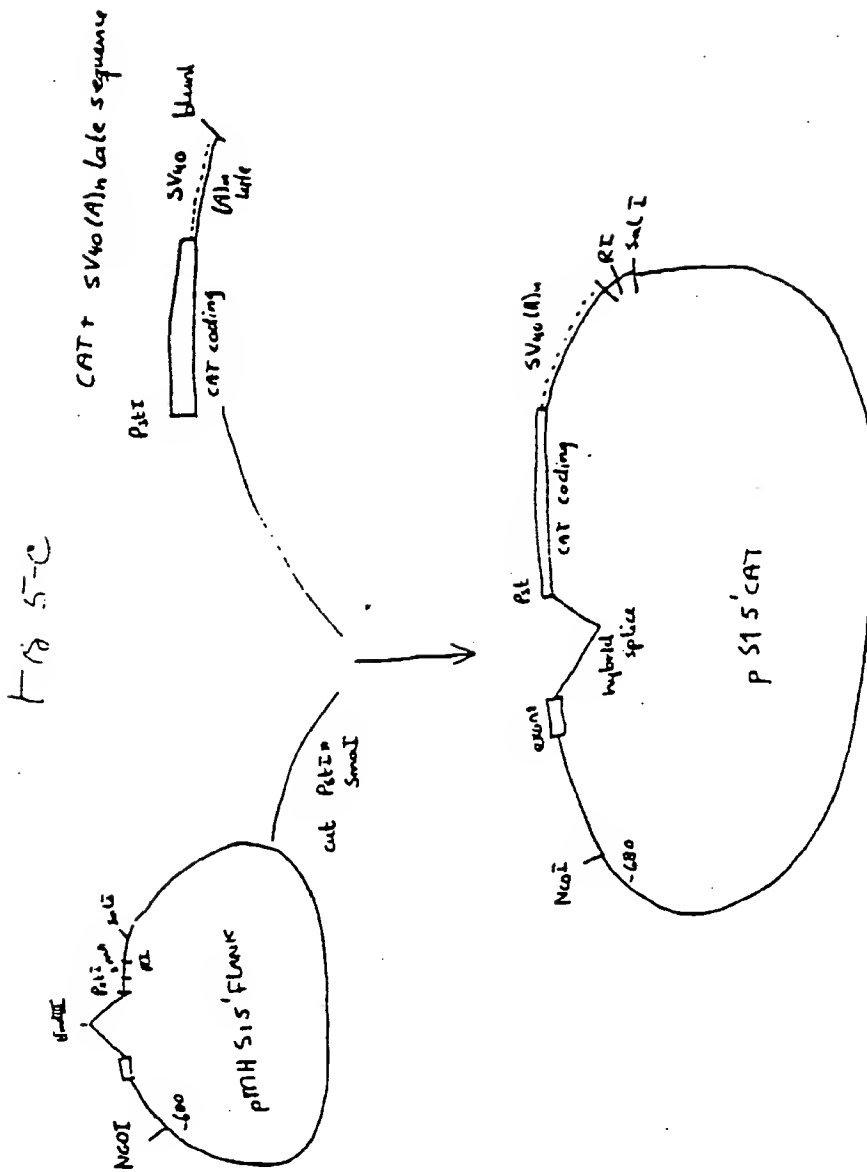 Fig 5-C
CAT + SV40 (A)n late sequence
PstI
CAT coding
SV40
(A)n
late
blunt
HindIII
PstI
SmaI
RI
SalI
NCOI
-680
pMH S1 5' FLANK
cut PstI
SmaI
NCOI
-680
exon1
hybrid
splice
Pst
CAT coding
SV40 (A)n
RI
Sal I
p S1 5' CAT